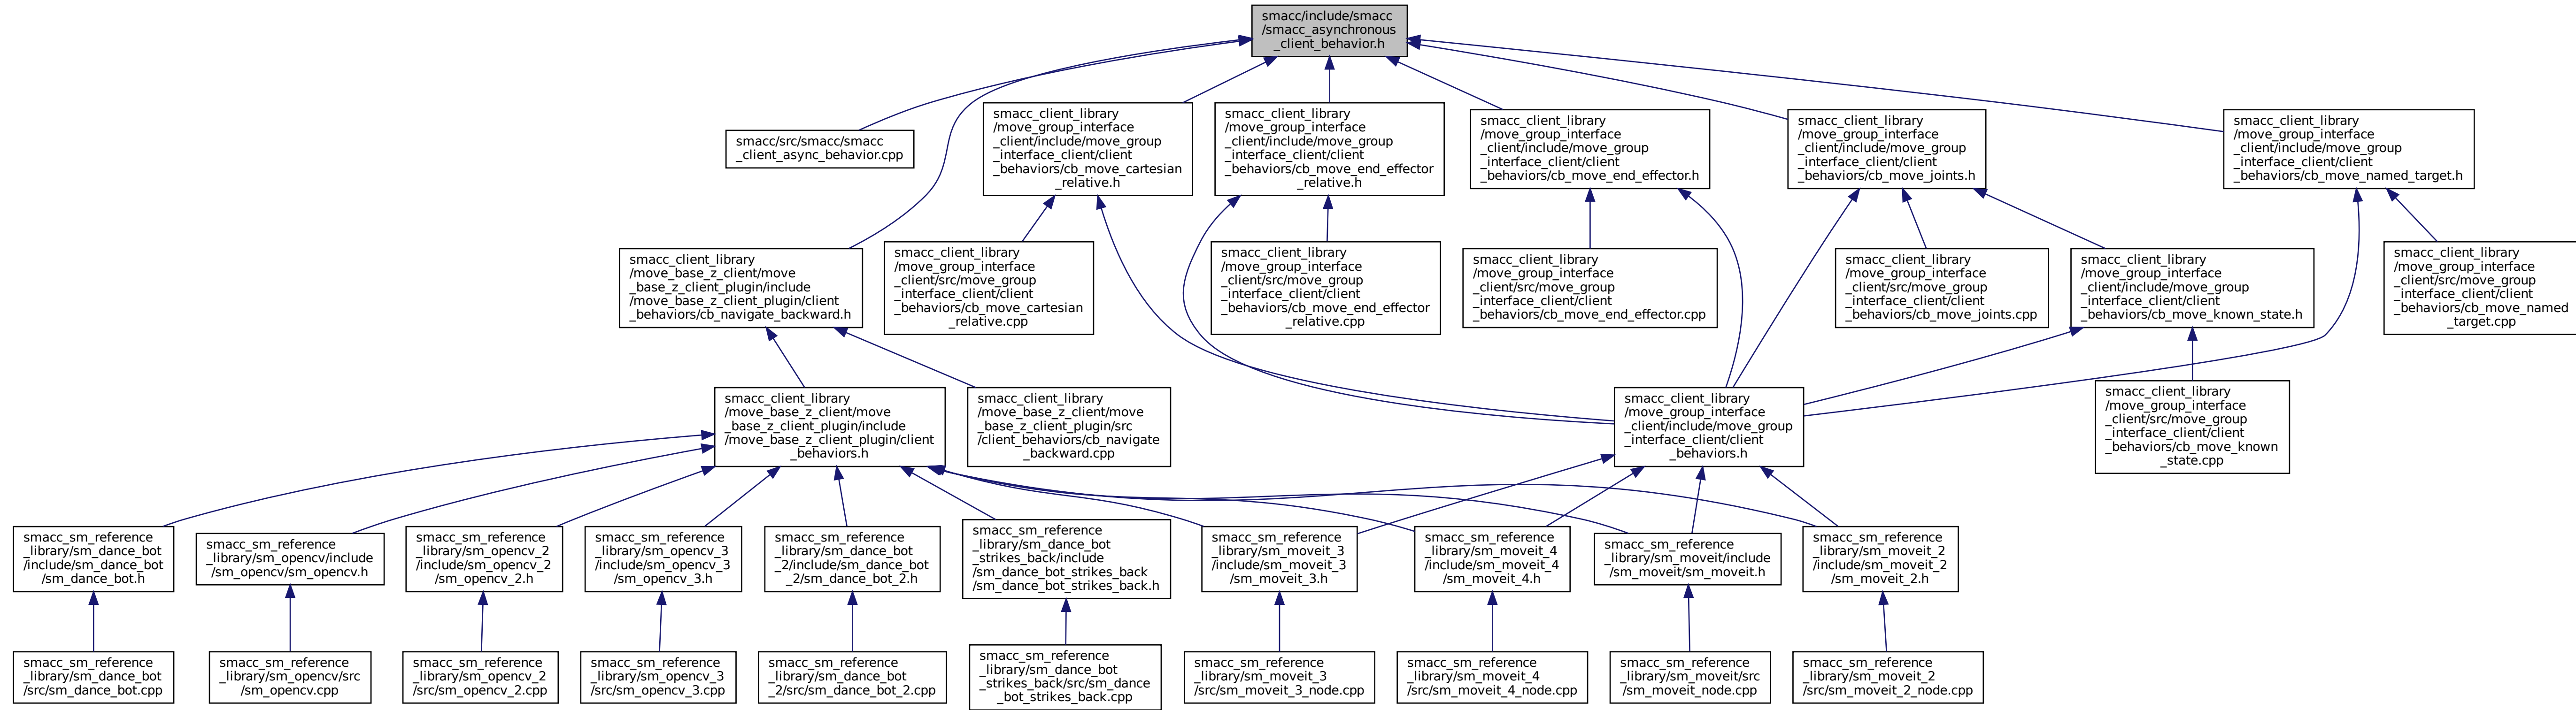 smacc/include/smacc
/smacc_asynchronous
_client_behavior.h
smacc/src/smacc/smacc
_client_async_behavior.cpp
smacc_client_library
/move_group_interface
_client/include/move_group
_interface_client/client
_behaviors/cb_move_cartesian
_relative.h
smacc_client_library
/move_group_interface
_client/include/move_group
_interface_client/client
_behaviors/cb_move_end_effector
_relative.h
smacc_client_library
/move_group_interface
_client/include/move_group
_interface_client/client
_behaviors/cb_move_end_effector.h
smacc_client_library
/move_group_interface
_client/include/move_group
_interface_client/client
_behaviors/cb_move_joints.h
smacc_client_library
/move_group_interface
_client/include/move_group
_interface_client/client
_behaviors/cb_move_named_target.h
smacc_client_library
/move_base_z_client/move
_base_z_client_plugin/include
/move_base_z_client_plugin/client
_behaviors/cb_navigate_backward.h
smacc_client_library
/move_group_interface
_client/src/move_group
_interface_client/client
_behaviors/cb_move_cartesian
_relative.cpp
smacc_client_library
/move_group_interface
_client/src/move_group
_interface_client/client
_behaviors/cb_move_end_effector
_relative.cpp
smacc_client_library
/move_group_interface
_client/src/move_group
_interface_client/client
_behaviors/cb_move_end_effector.cpp
smacc_client_library
/move_group_interface
_client/src/move_group
_interface_client/client
_behaviors/cb_move_joints.cpp
smacc_client_library
/move_group_interface
_client/include/move_group
_interface_client/client
_behaviors/cb_move_known_state.h
smacc_client_library
/move_group_interface
_client/src/move_group
_interface_client/client
_behaviors/cb_move_named
_target.cpp
smacc_client_library
/move_base_z_client/move
_base_z_client_plugin/include
/move_base_z_client_plugin/client
_behaviors.h
smacc_client_library
/move_base_z_client/move
_base_z_client_plugin/src
/client_behaviors/cb_navigate
_backward.cpp
smacc_client_library
/move_group_interface
_client/include/move_group
_interface_client/client
_behaviors.h
smacc_client_library
/move_group_interface
_client/src/move_group
_interface_client/client
_behaviors/cb_move_known
_state.cpp
smacc_sm_reference
_library/sm_dance_bot
/include/sm_dance_bot
/sm_dance_bot.h
smacc_sm_reference
_library/sm_opencv/include
/sm_opencv/sm_opencv.h
smacc_sm_reference
_library/sm_opencv_2
/include/sm_opencv_2
/sm_opencv_2.h
smacc_sm_reference
_library/sm_opencv_3
/include/sm_opencv_3
/sm_opencv_3.h
smacc_sm_reference
_library/sm_dance_bot
_2/include/sm_dance_bot
_2/sm_dance_bot_2.h
smacc_sm_reference
_library/sm_dance_bot
_strikes_back/include
/sm_dance_bot_strikes_back
/sm_dance_bot_strikes_back.h
smacc_sm_reference
_library/sm_moveit_3
/include/sm_moveit_3
/sm_moveit_3.h
smacc_sm_reference
_library/sm_moveit_4
/include/sm_moveit_4
/sm_moveit_4.h
smacc_sm_reference
_library/sm_moveit/include
/sm_moveit/sm_moveit.h
smacc_sm_reference
_library/sm_moveit_2
/include/sm_moveit_2
/sm_moveit_2.h
smacc_sm_reference
_library/sm_dance_bot
/src/sm_dance_bot.cpp
smacc_sm_reference
_library/sm_opencv/src
/sm_opencv.cpp
smacc_sm_reference
_library/sm_opencv_2
/src/sm_opencv_2.cpp
smacc_sm_reference
_library/sm_opencv_3
/src/sm_opencv_3.cpp
smacc_sm_reference
_library/sm_dance_bot
_2/src/sm_dance_bot_2.cpp
smacc_sm_reference
_library/sm_dance_bot
_strikes_back/src/sm_dance
_bot_strikes_back.cpp
smacc_sm_reference
_library/sm_moveit_3
/src/sm_moveit_3_node.cpp
smacc_sm_reference
_library/sm_moveit_4
/src/sm_moveit_4_node.cpp
smacc_sm_reference
_library/sm_moveit/src
/sm_moveit_node.cpp
smacc_sm_reference
_library/sm_moveit_2
/src/sm_moveit_2_node.cpp